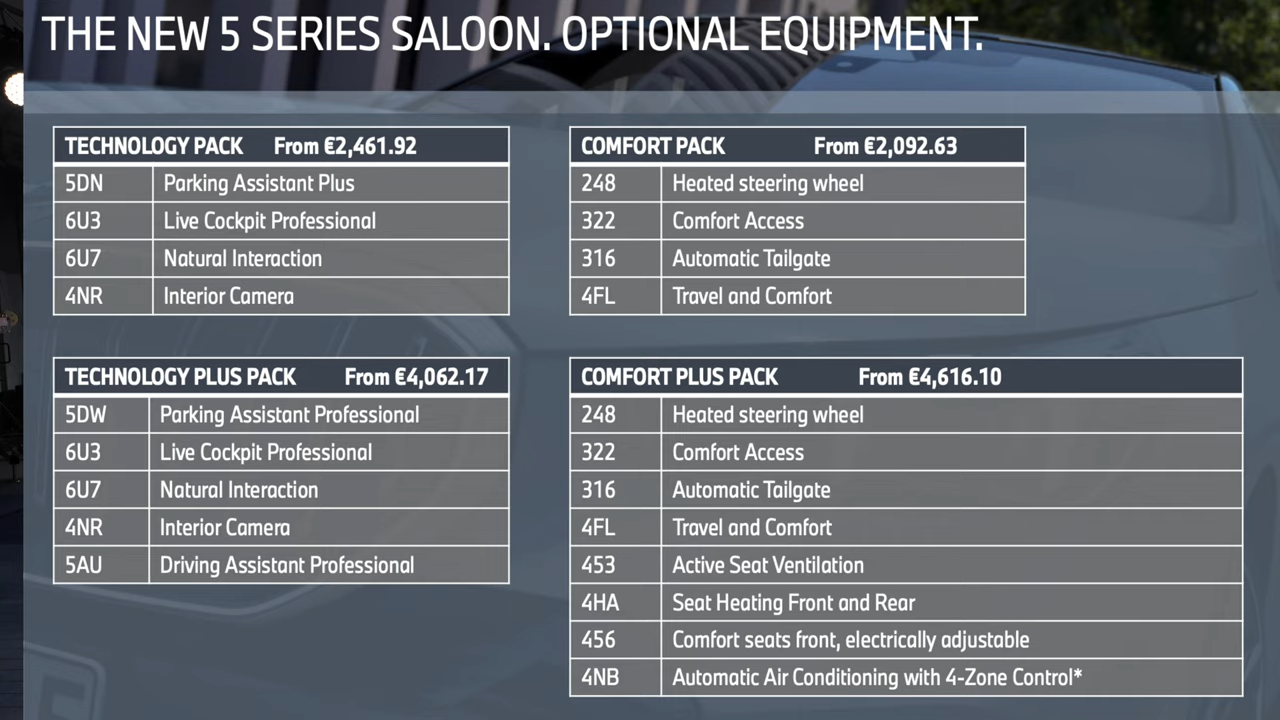 THE NEW 5 SERIES SALOON. OPTIONAL EQUIPMENT.
TECHNOLOGY PACK From €2,461.92
5DN Parking Assistant Plus
6U3 Live Cockpit Professional
6U7 Natural Interaction
4NR Interior Camera
COMFORT PACK From €2,092.63
248 Heated steering wheel
322 Comfort Access
316 Automatic Tailgate
4FL Travel and Comfort
TECHNOLOGY PLUS PACK From €4,062.17
5DW Parking Assistant Professional
6U3 Live Cockpit Professional
6U7 Natural Interaction
4NR Interior Camera
5AU Driving Assistant Professional
COMFORT PLUS PACK From €4,616.10
248 Heated steering wheel
322 Comfort Access
316 Automatic Tailgate
4FL Travel and Comfort
453 Active Seat Ventilation
4HA Seat Heating Front and Rear
456 Comfort seats front, electrically adjustable
4NB Automatic Air Conditioning with 4-Zone Control*